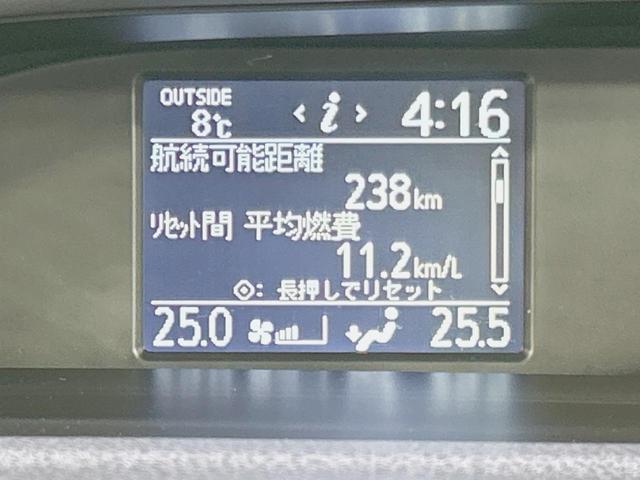 OUTSIDE
8℃ < i > 4:16
航続可能距離
238km
リセット間 平均燃費
11.2km/L
◎: 長押しでリセット
25.0 25.5